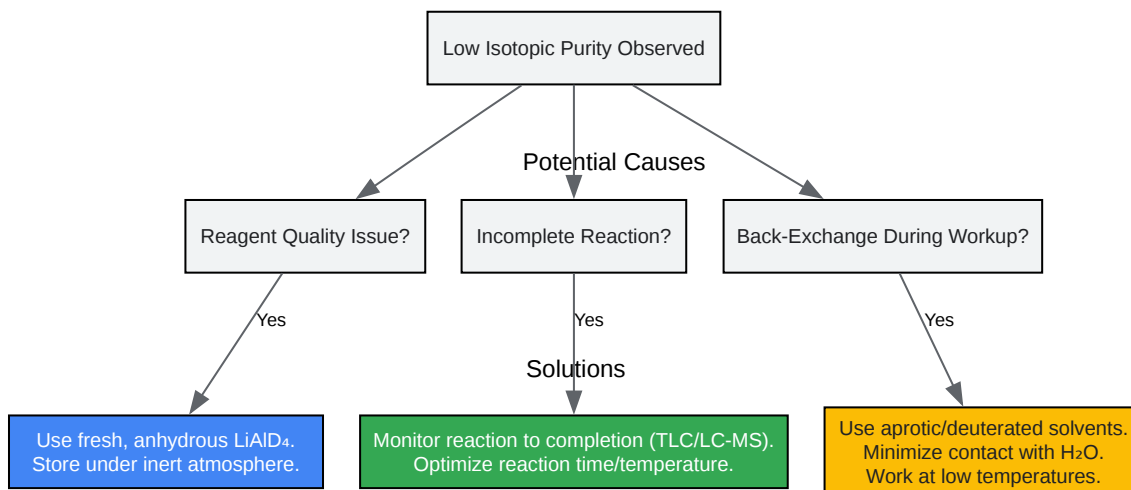 Low Isotopic Purity Observed
Potential Causes
Reagent Quality Issue?
Incomplete Reaction?
Back-Exchange During Workup?
Yes
Yes
Yes
Solutions
Use fresh, anhydrous LiAlD₄.
Store under inert atmosphere.
Monitor reaction to completion (TLC/LC-MS).
Optimize reaction time/temperature.
Use aprotic/deuterated solvents.
Minimize contact with H₂O.
Work at low temperatures.